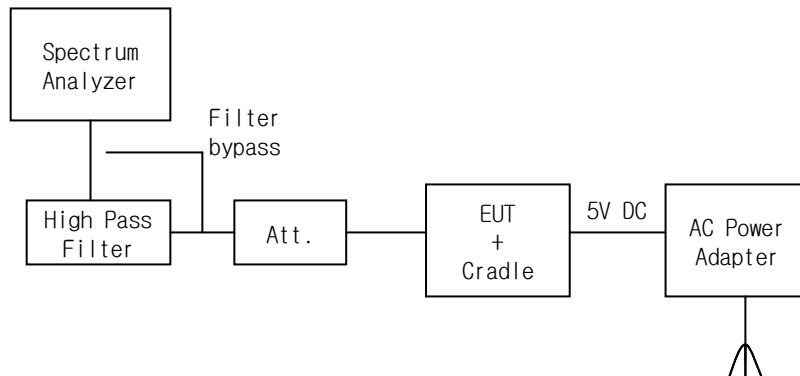 Spectrum
Analyzer
Filter
bypass
High Pass
Filter
Att.
EUT
+
Cradle
5V DC
AC Power
Adapter